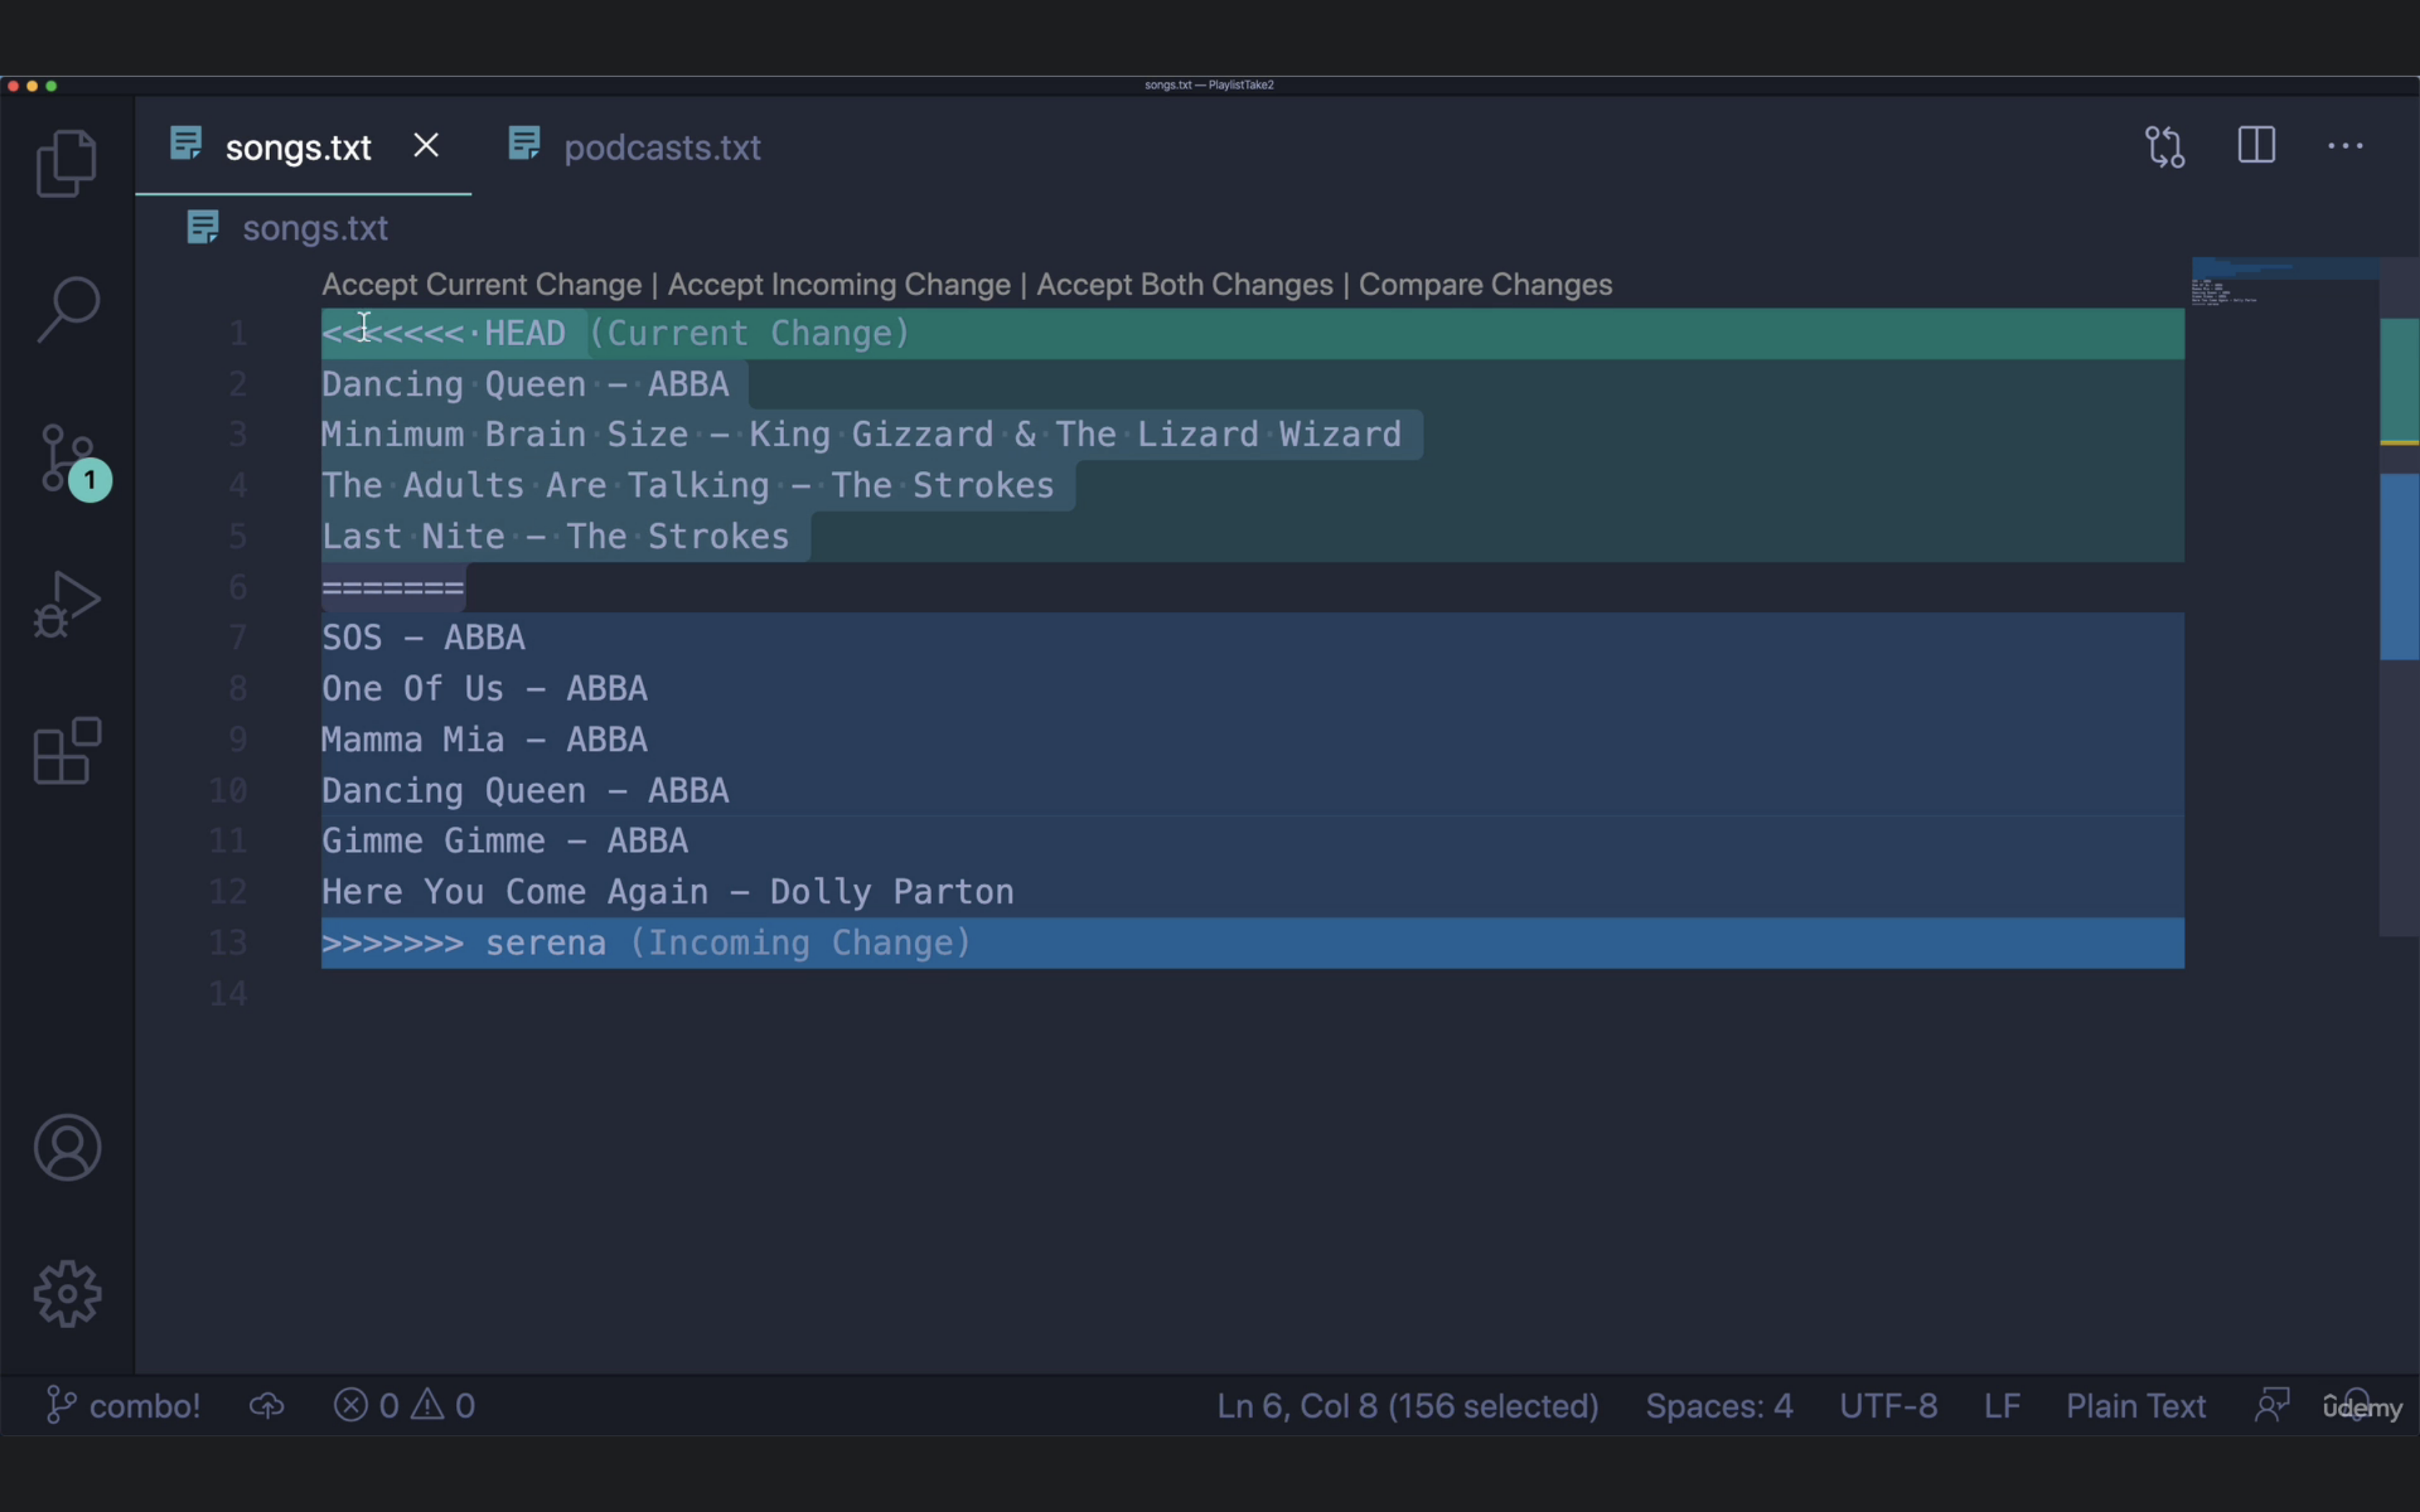 songs.txt — PlaylistTake2
songs.txt
podcasts.txt
songs.txt
Accept Current Change | Accept Incoming Change | Accept Both Changes | Compare Changes
1 <<<<<<< HEAD (Current Change)
2 Dancing Queen – ABBA
3 Minimum Brain Size – King Gizzard & The Lizard Wizard
4 The Adults Are Talking – The Strokes
5 Last Nite – The Strokes
6 =======
7 SOS – ABBA
8 One Of Us – ABBA
9 Mamma Mia – ABBA
10 Dancing Queen – ABBA
11 Gimme Gimme – ABBA
12 Here You Come Again – Dolly Parton
13 >>>>>>> serena (Incoming Change)
14
1
combo! 0 0 Ln 6, Col 8 (156 selected) Spaces: 4 UTF-8 LF Plain Text ûdemy